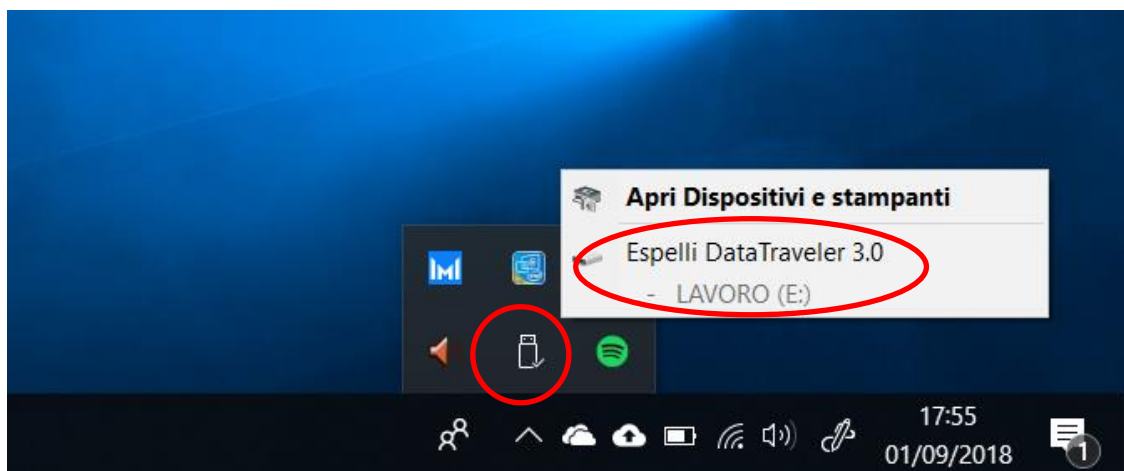 Apri Dispositivi e stampanti
Espelli DataTraveler 3.0
- LAVORO (E:)
17:55
01/09/2018
1